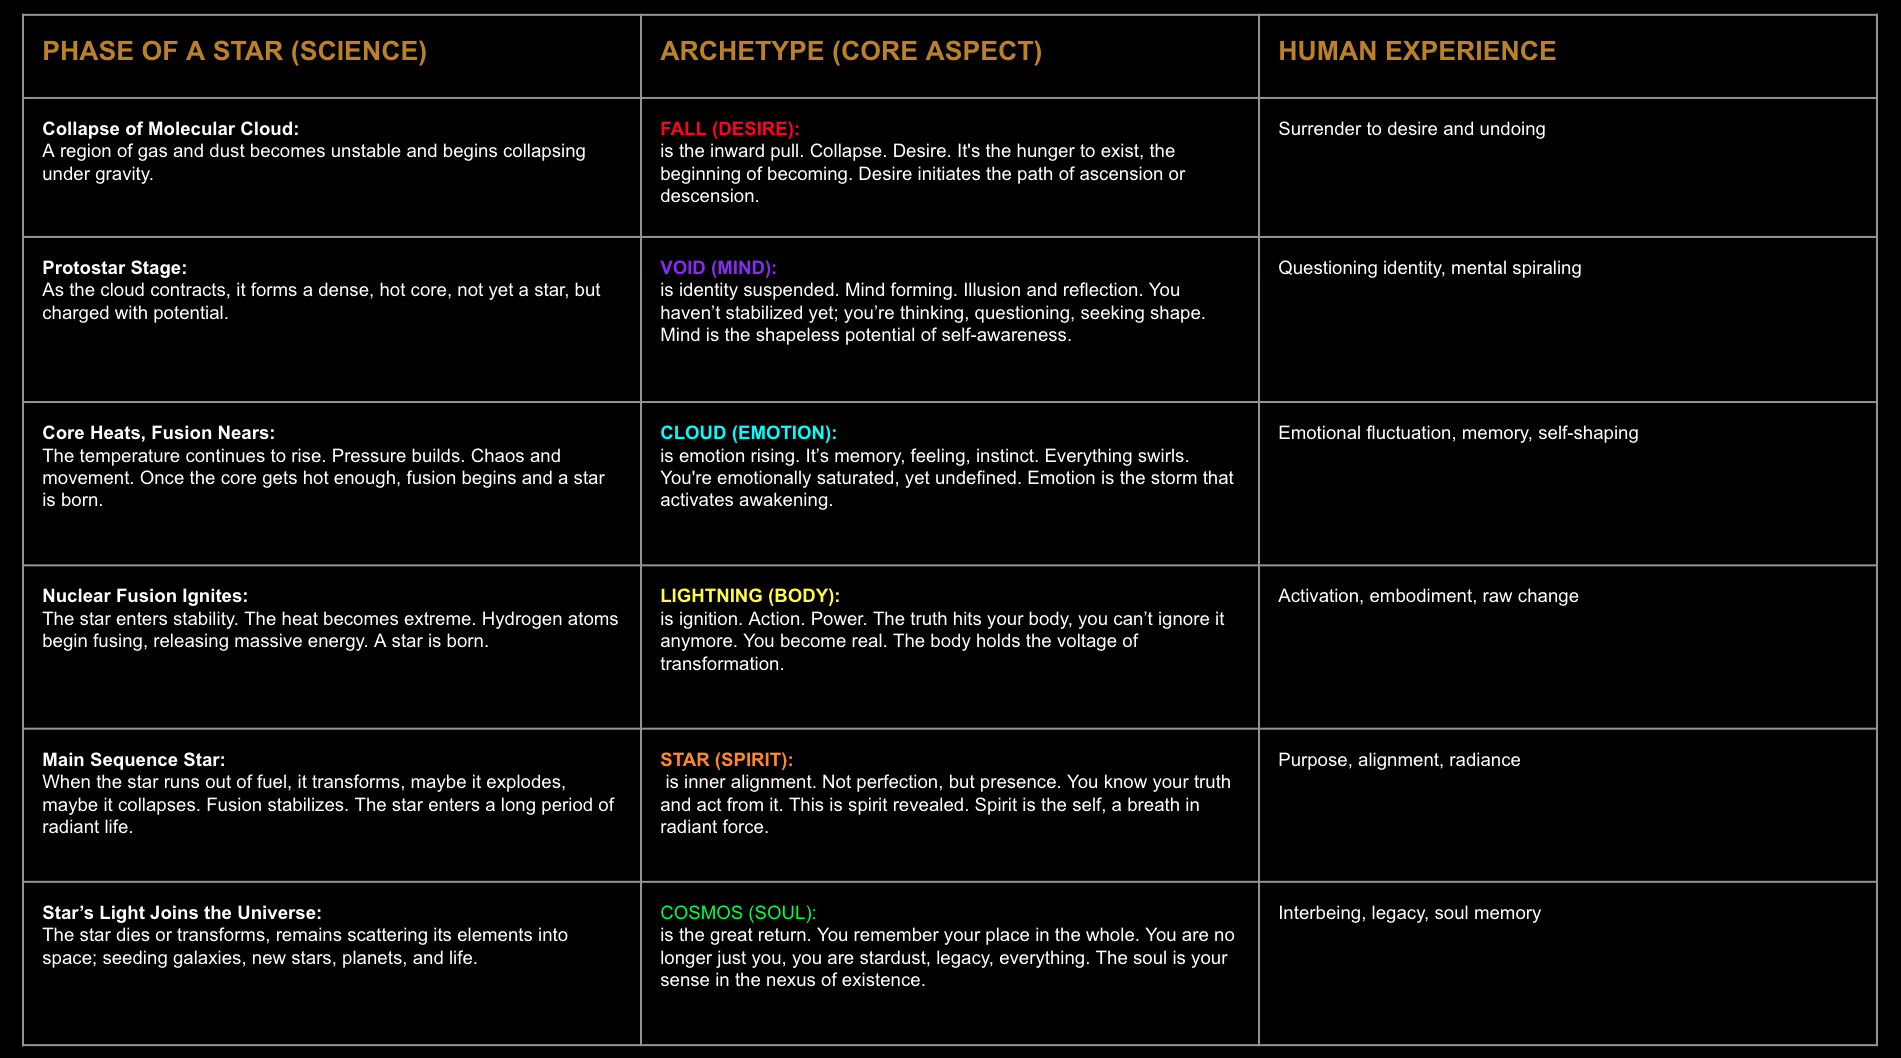 PHASE OF A STAR (SCIENCE)
ARCHETYPE (CORE ASPECT)
HUMAN EXPERIENCE
Collapse of Molecular Cloud:
A region of gas and dust becomes unstable and begins collapsing
under gravity.
FALL (DESIRE):
is the inward pull. Collapse. Desire. It's the hunger to exist, the
beginning of becoming. Desire initiates the path of ascension or
descension.
Surrender to desire and undoing
Protostar Stage:
As the cloud contracts, it forms a dense, hot core, not yet a star, but
charged with potential.
VOID (MIND):
is identity suspended. Mind forming. Illusion and reflection. You
haven’t stabilized yet; you’re thinking, questioning, seeking shape.
Mind is the shapeless potential of self-awareness.
Questioning identity, mental spiraling
Core Heats, Fusion Nears:
The temperature continues to rise. Pressure builds. Chaos and
movement. Once the core gets hot enough, fusion begins and a star
is born.
CLOUD (EMOTION):
is emotion rising. It’s memory, feeling, instinct. Everything swirls.
You're emotionally saturated, yet undefined. Emotion is the storm that
activates awakening.
Emotional fluctuation, memory, self-shaping
Nuclear Fusion Ignites:
The star enters stability. The heat becomes extreme. Hydrogen atoms
begin fusing, releasing massive energy. A star is born.
LIGHTNING (BODY):
is ignition. Action. Power. The truth hits your body, you can’t ignore it
anymore. You become real. The body holds the voltage of
transformation.
Activation, embodiment, raw change
Main Sequence Star:
When the star runs out of fuel, it transforms, maybe it explodes,
maybe it collapses. Fusion stabilizes. The star enters a long period of
radiant life.
STAR (SPIRIT):
is inner alignment. Not perfection, but presence. You know your truth
and act from it. This is spirit revealed. Spirit is the self, a breath in
radiant force.
Purpose, alignment, radiance
Star’s Light Joins the Universe:
The star dies or transforms, remains scattering its elements into
space; seeding galaxies, new stars, planets, and life.
COSMOS (SOUL):
is the great return. You remember your place in the whole. You are no
longer just you, you are stardust, legacy, everything. The soul is your
sense in the nexus of existence.
Interbeing, legacy, soul memory